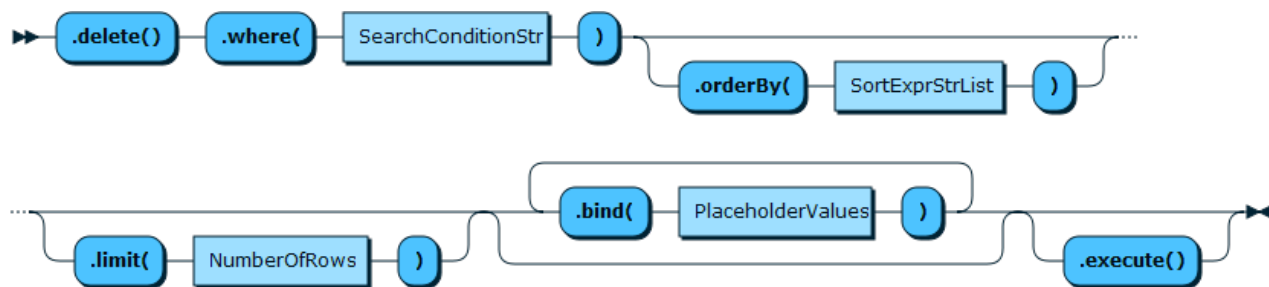 .delete() .where( SearchConditionStr )
.orderBy( SortExprStrList )
.bind( PlaceholderValues )
.limit( NumberOfRows ) .execute()